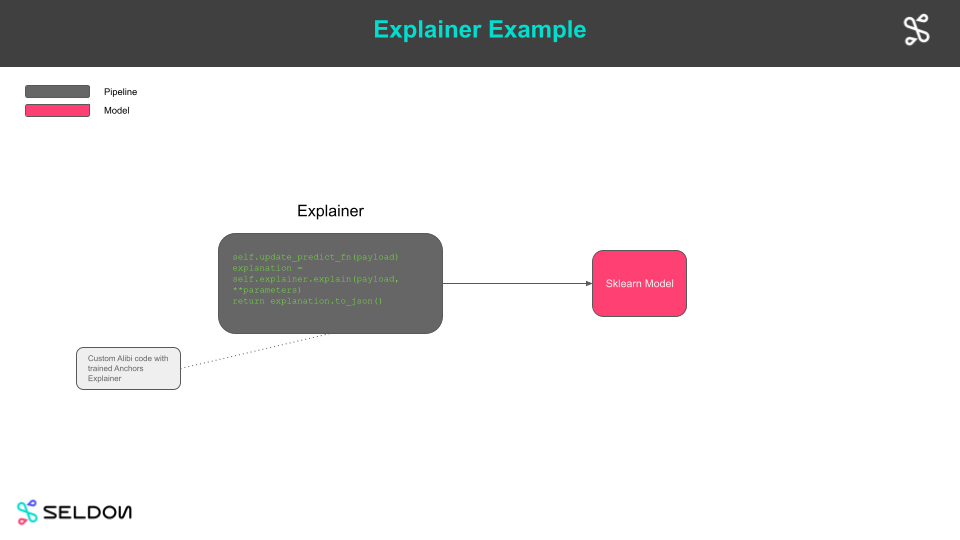 Explainer Example
Pipeline
Model
Explainer
self.update_predict_fn(payload)
explanation =
self.explainer.explain(payload,
**parameters)
return explanation.to_json()
Sklearn Model
Custom Alibi code with
trained Anchors
Explainer
SELDON